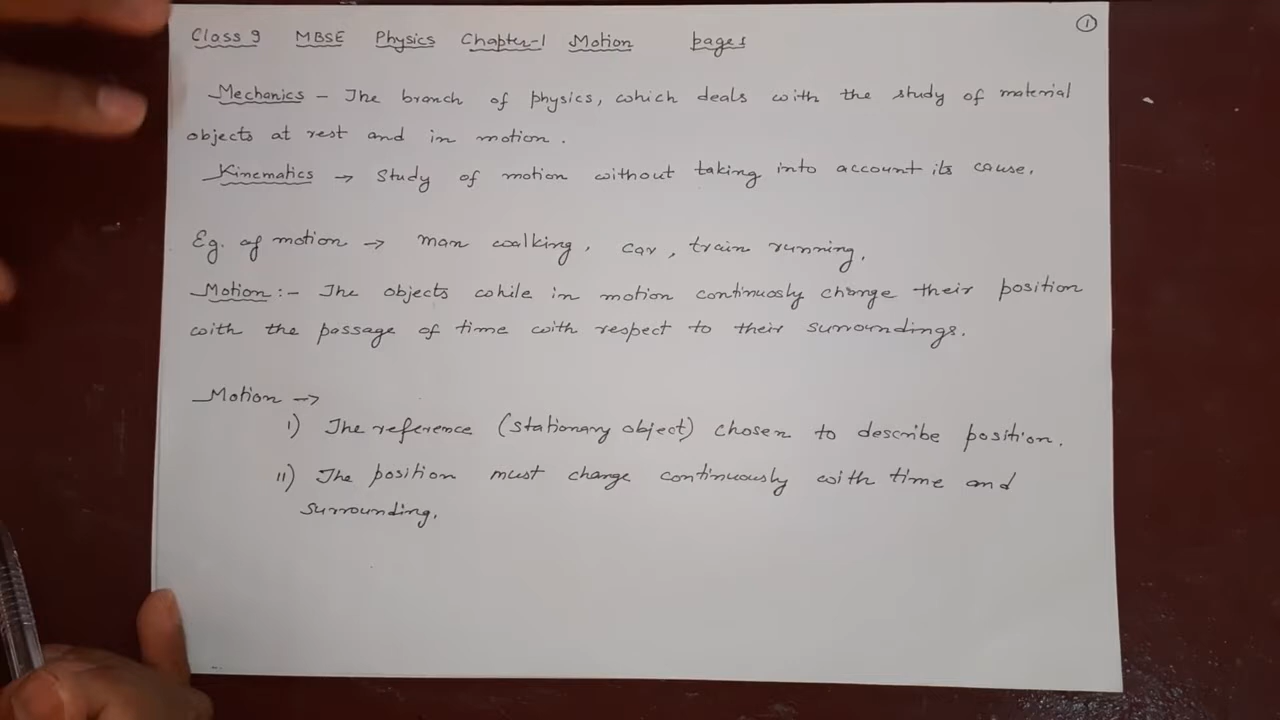 Class 9 MBSE Physics Chapter-1 Motion page 1
1
Mechanics - The branch of physics, which deals with the study of material
objects at rest and in motion.
Kinematics → Study of motion without taking into account its cause.
Eg. of motion → man walking, car, train running.
Motion :- The objects while in motion continuosly change their position
with the passage of time with respect to their surroundings.
Motion →
i) The reference (stationary object) chosen to describe position.
ii) The position must change continuously with time and
surrounding.